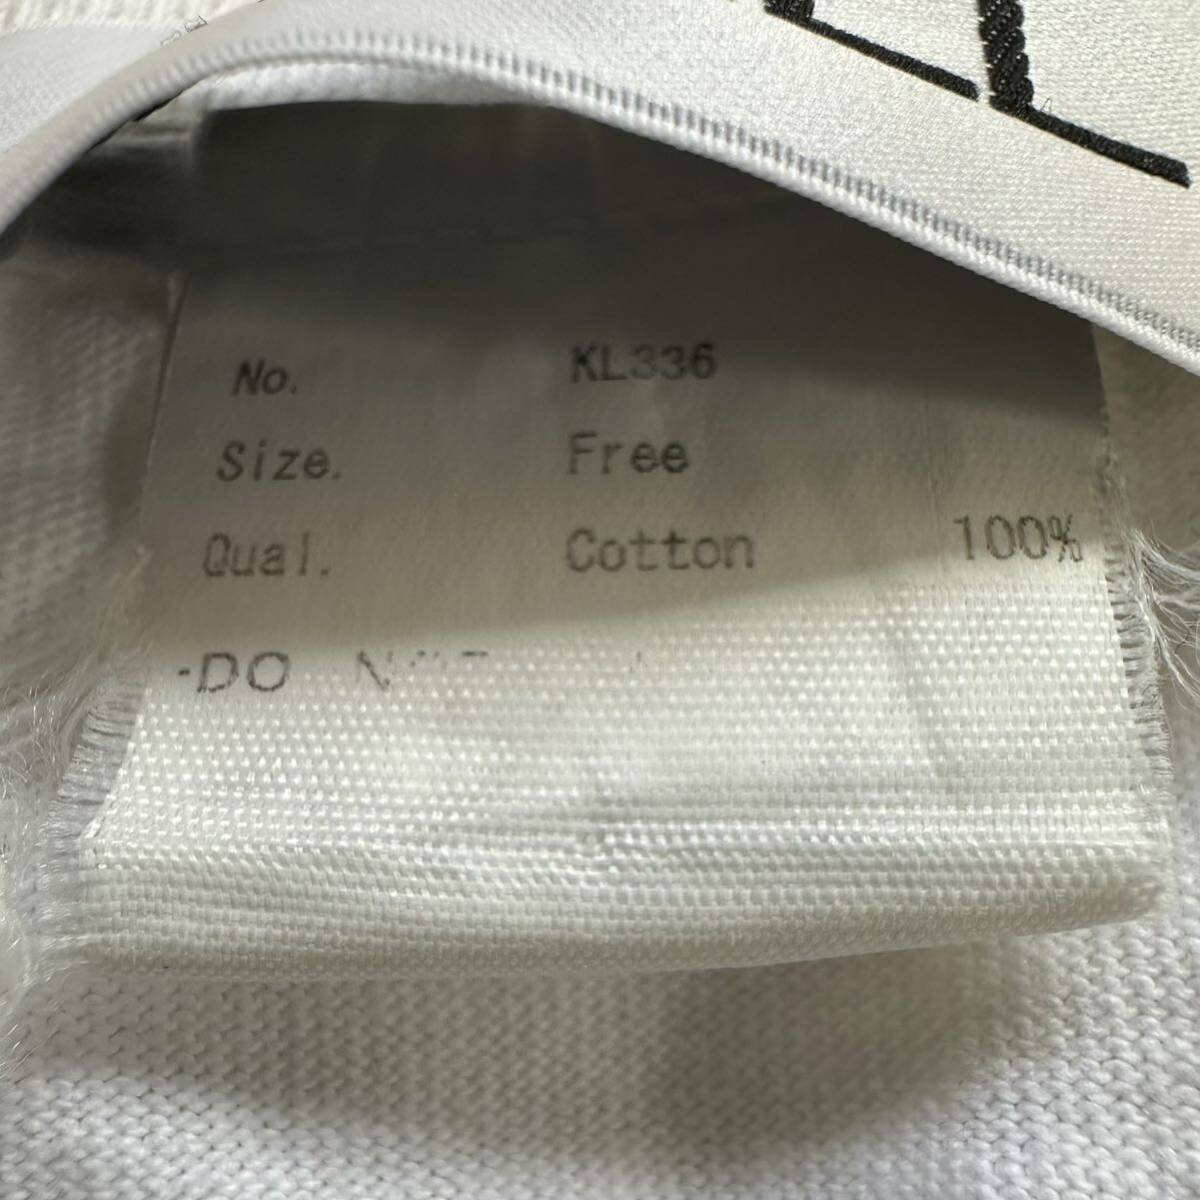 No. KL336
Size. Free
Qual. Cotton 100%
-DO